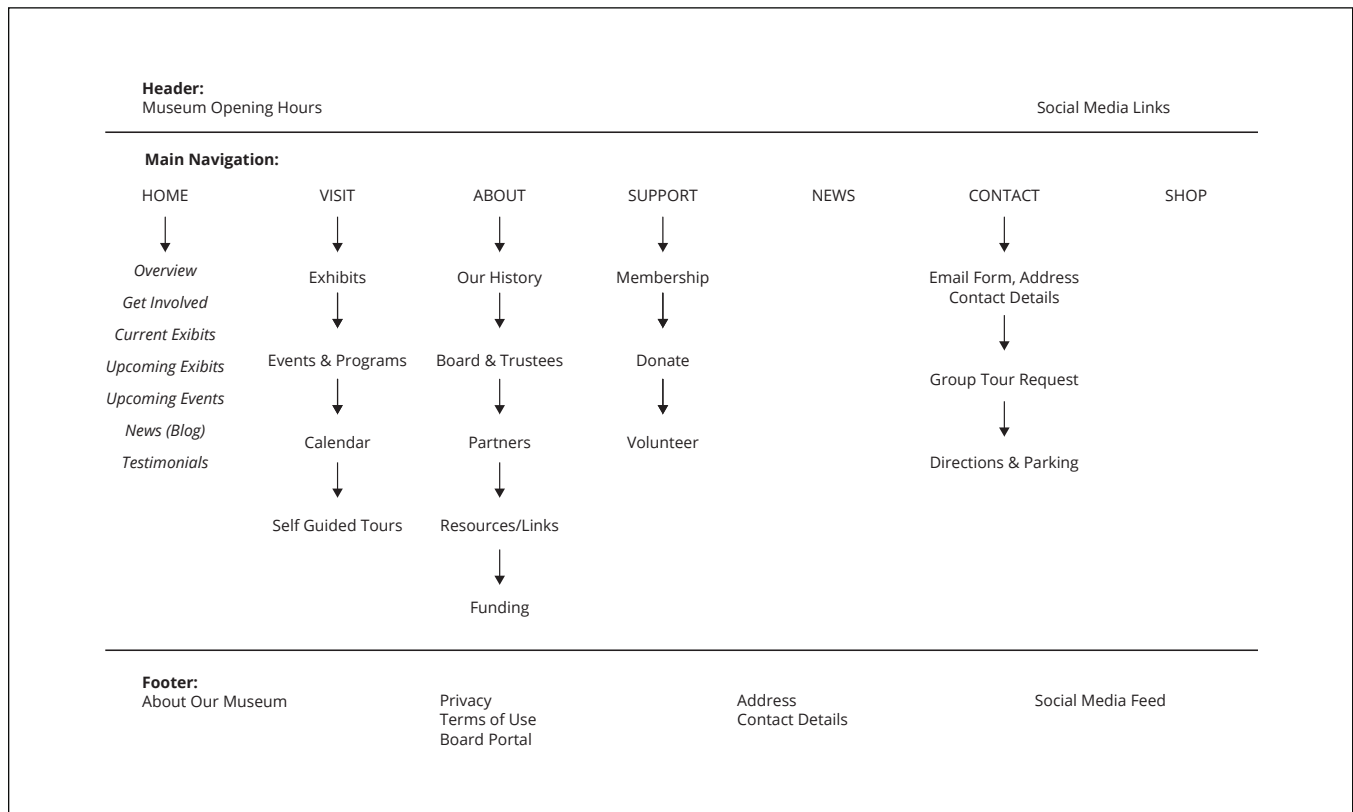 Header:
Museum Opening Hours
Social Media Links
Main Navigation:
HOME
VISIT
ABOUT
SUPPORT
NEWS
CONTACT
SHOP
Overview
Get Involved
Current Exibits
Upcoming Exibits
Upcoming Events
News (Blog)
Testimonials
Exhibits
Events & Programs
Calendar
Self Guided Tours
Our History
Board & Trustees
Partners
Resources/Links
Funding
Membership
Donate
Volunteer
Email Form, Address
Contact Details
Group Tour Request
Directions & Parking
Footer:
About Our Museum
Privacy
Terms of Use
Board Portal
Address
Contact Details
Social Media Feed